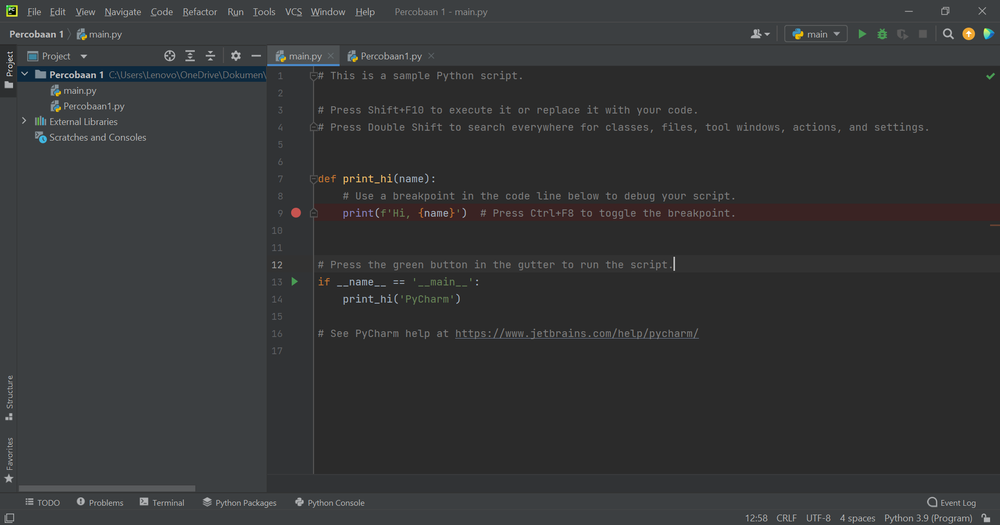 PC File Edit View Navigate Code Refactor Run Tools VCS Window Help Percobaan 1 - main.py
Percobaan 1 main.py main
Project
Project main.py Percobaan1.py
Percobaan 1 C:\Users\Lenovo\OneDrive\Dokumen\
main.py
Percobaan1.py
External Libraries
Scratches and Consoles
1 # This is a sample Python script.
2
3 # Press Shift+F10 to execute it or replace it with your code.
4 # Press Double Shift to search everywhere for classes, files, tool windows, actions, and settings.
5
6
7 def print_hi(name):
8     # Use a breakpoint in the code line below to debug your script.
9     print(f'Hi, {name}')  # Press Ctrl+F8 to toggle the breakpoint.
10
11
12 # Press the green button in the gutter to run the script.
13 if __name__ == '__main__':
14     print_hi('PyCharm')
15
16 # See PyCharm help at https://www.jetbrains.com/help/pycharm/
17
Structure
Favorites
TODO Problems Terminal Python Packages Python Console Event Log
12:58 CRLF UTF-8 4 spaces Python 3.9 (Program)